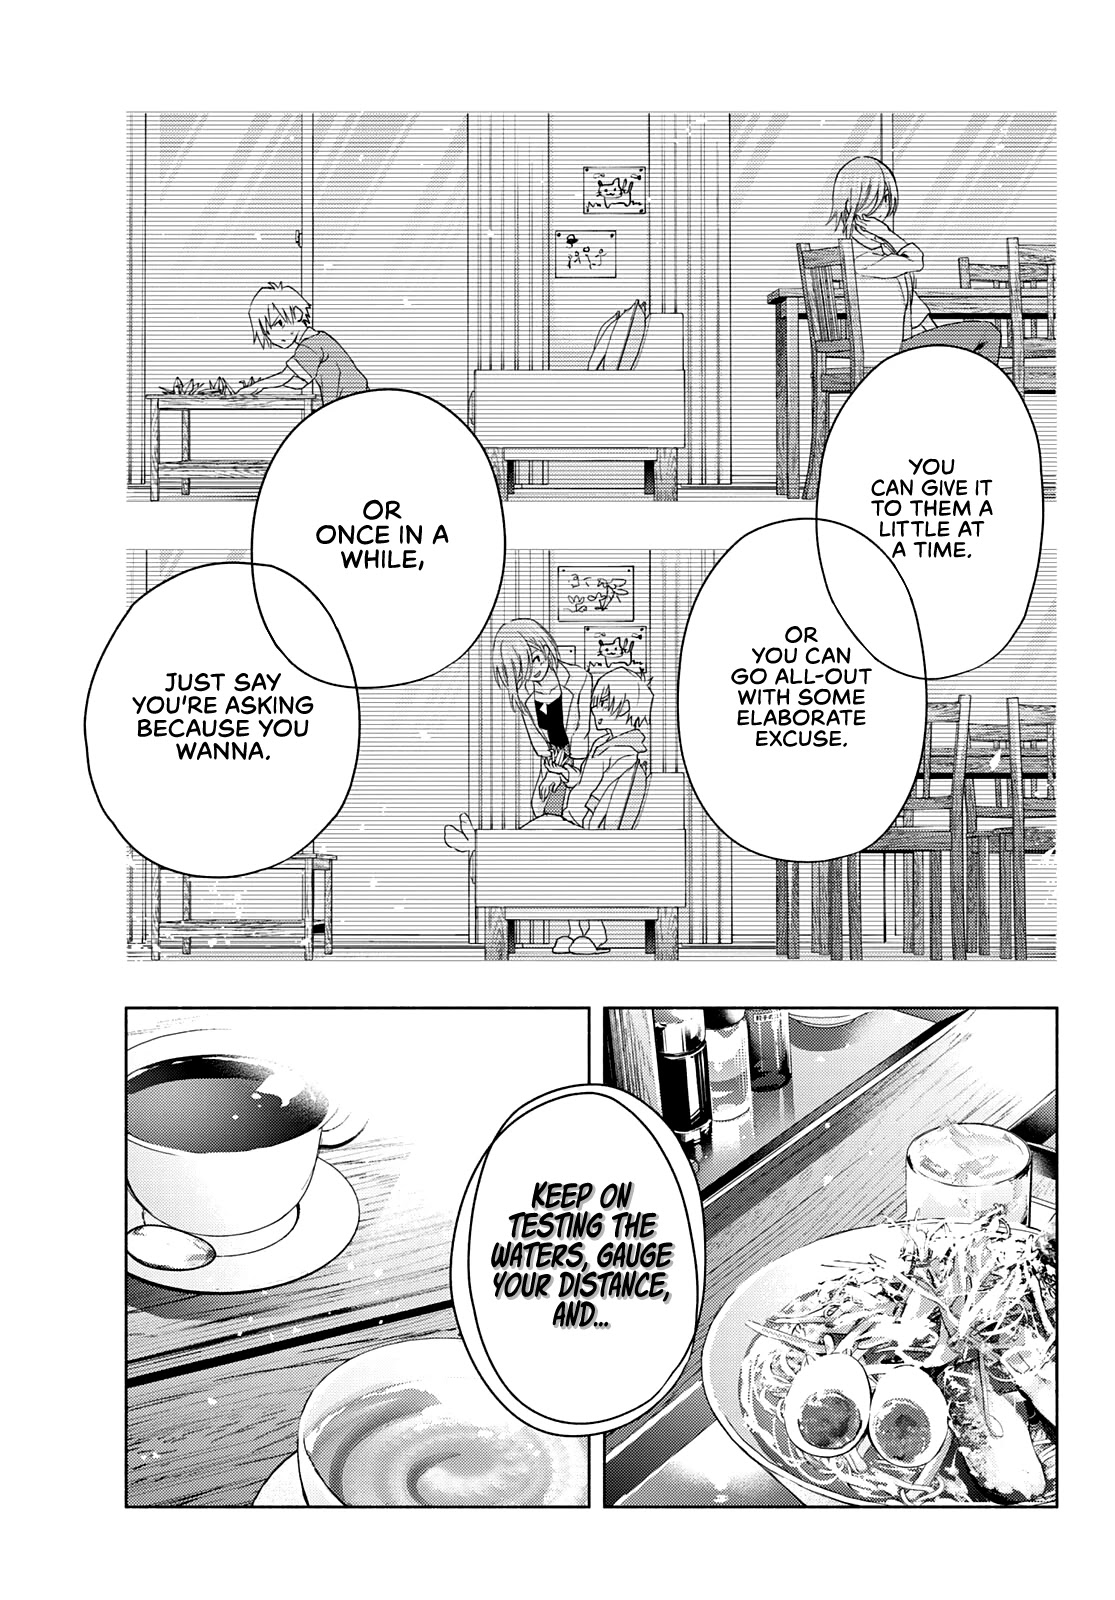 YOU
CAN GIVE IT
TO THEM A
LITTLE AT
A TIME.
OR
YOU CAN
GO ALL-OUT
WITH SOME
ELABORATE
EXCUSE.
OR
ONCE IN A
WHILE,
JUST SAY
YOU'RE ASKING
BECAUSE YOU
WANNA.
KEEP ON
TESTING THE
WATERS, GAUGE
YOUR DISTANCE,
AND...